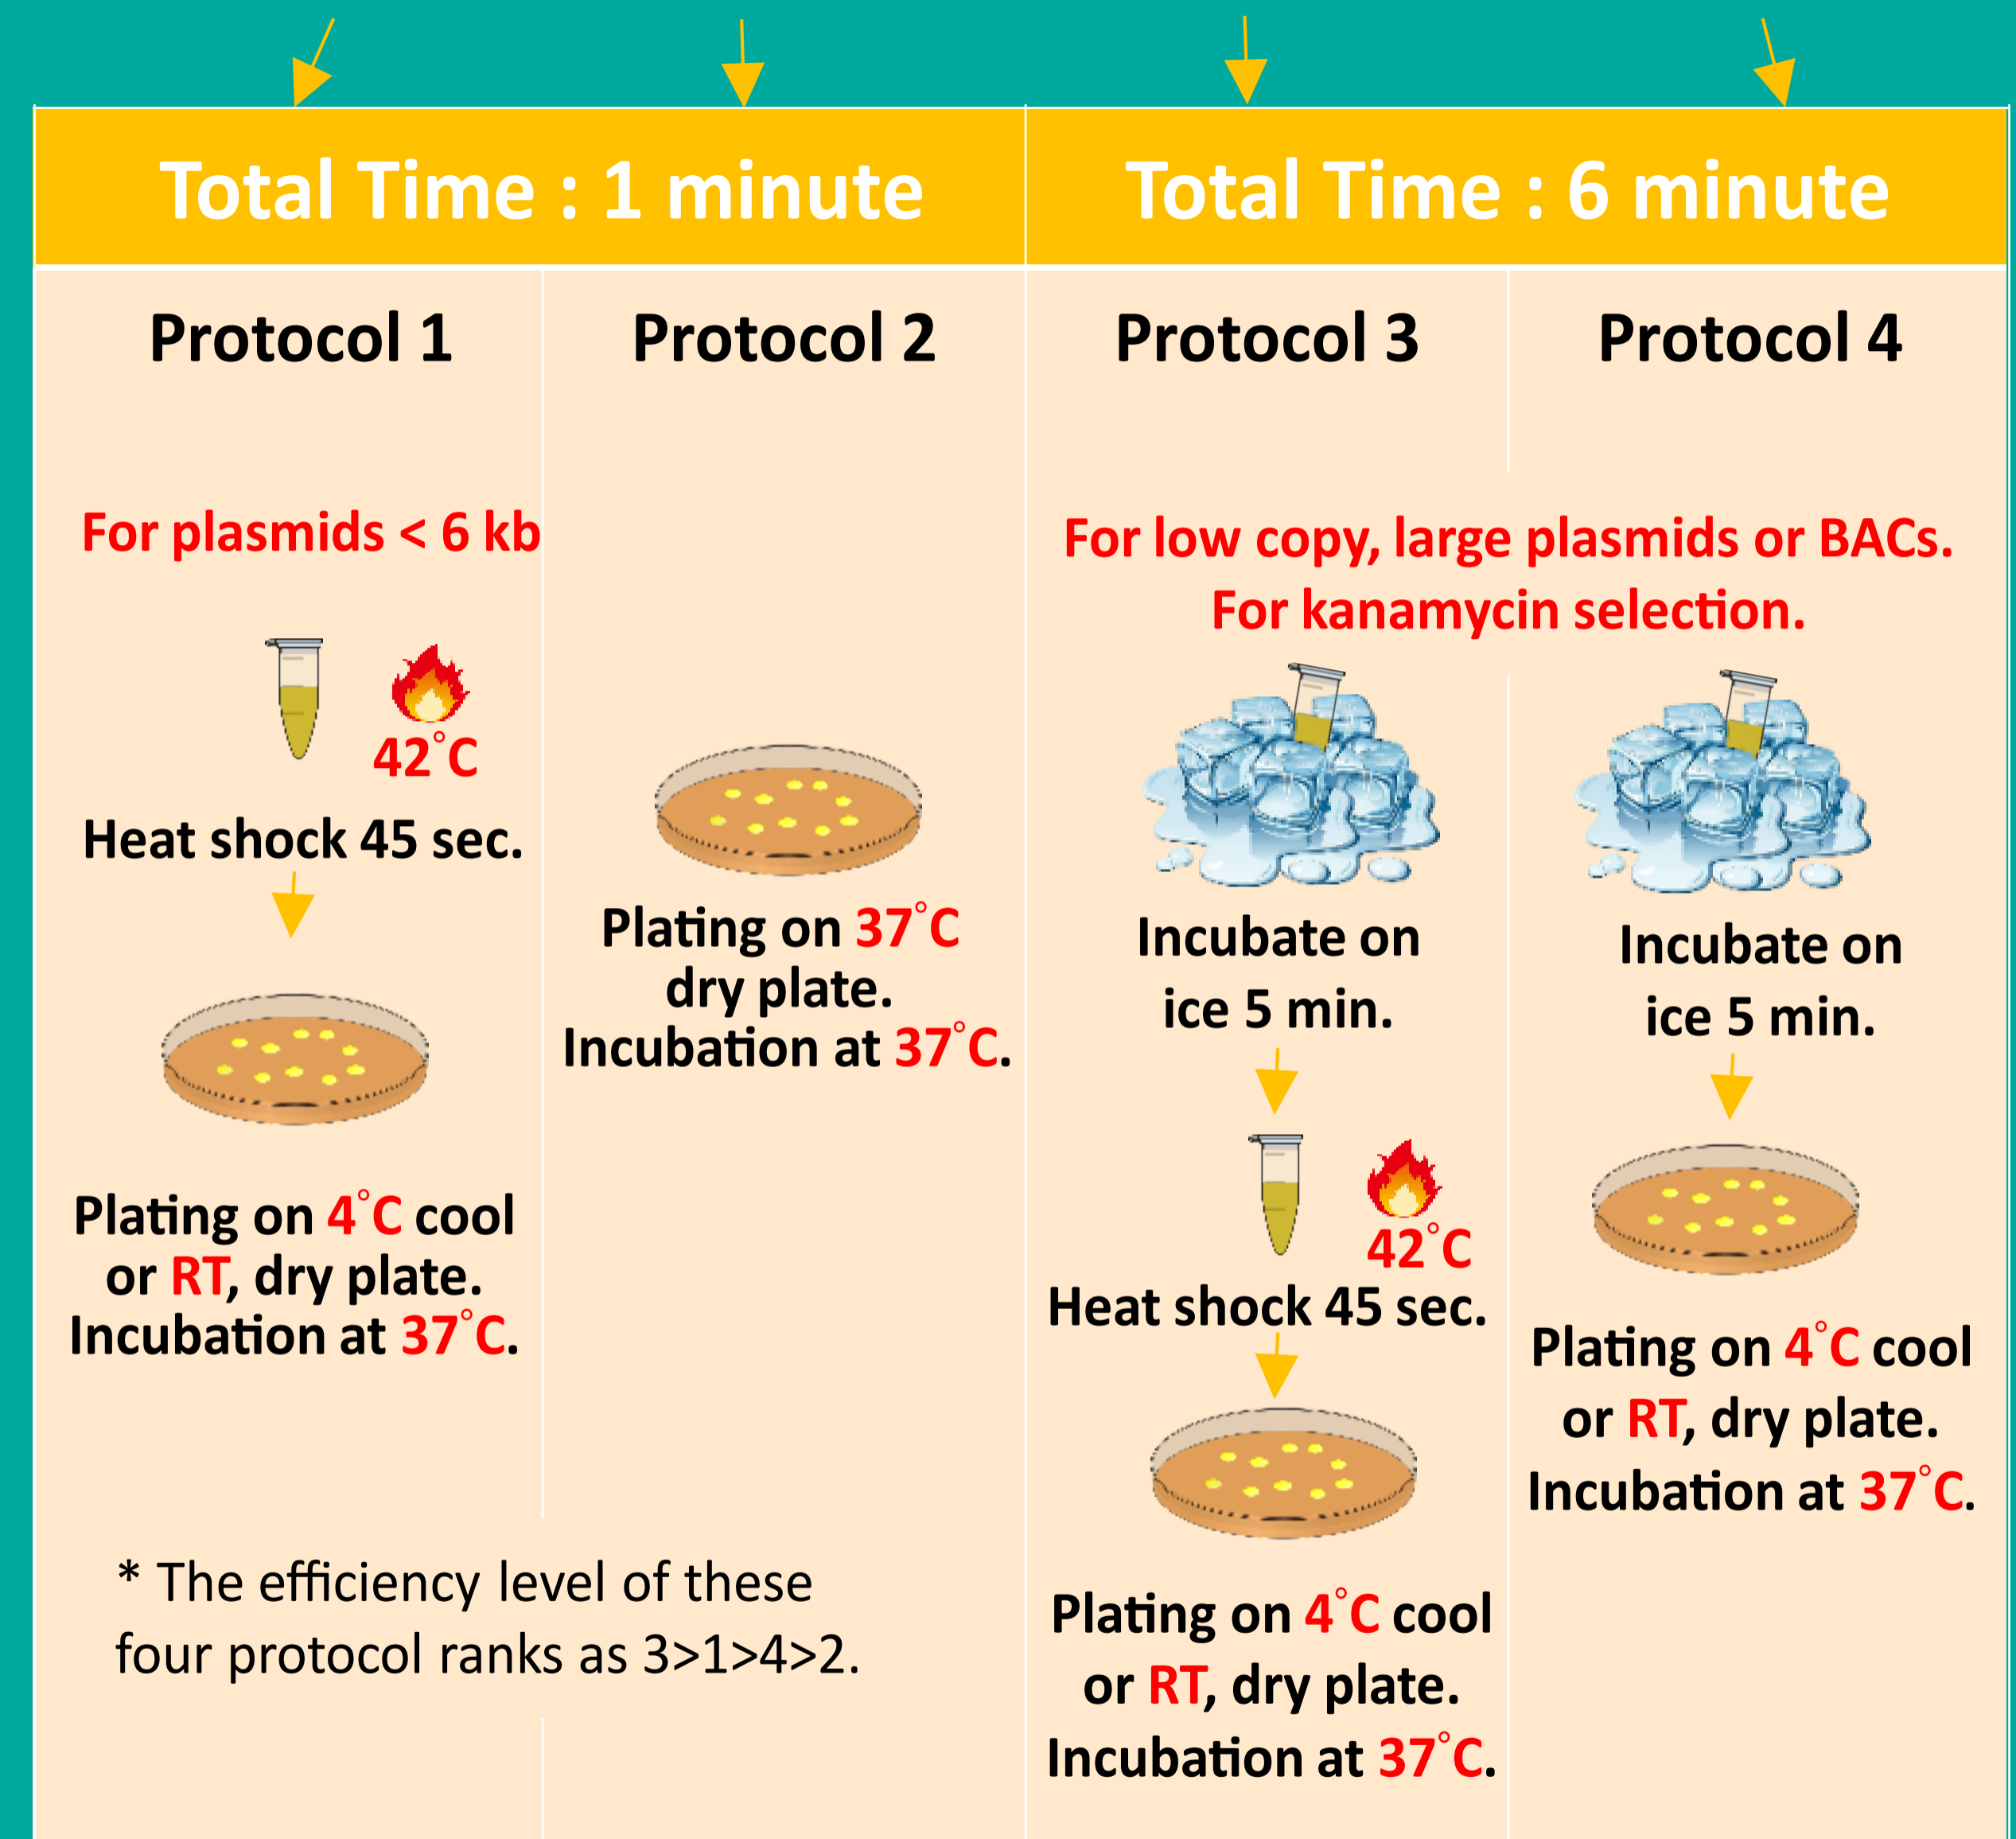 Total Time : 1 minute
Total Time : 6 minute
Protocol 1
For plasmids < 6 kb
42°C
Heat shock 45 sec.
Plating on 4°C cool
or RT, dry plate.
Incubation at 37°C.
Protocol 2
Plating on 37°C
dry plate.
Incubation at 37°C.
* The efficiency level of these
four protocol ranks as 3>1>4>2.
Protocol 3
Protocol 4
For low copy, large plasmids or BACs.
For kanamycin selection.
Incubate on
ice 5 min.
42°C
Heat shock 45 sec.
Plating on 4°C cool
or RT, dry plate.
Incubation at 37°C.
Incubate on
ice 5 min.
Plating on 4°C cool
or RT, dry plate.
Incubation at 37°C.